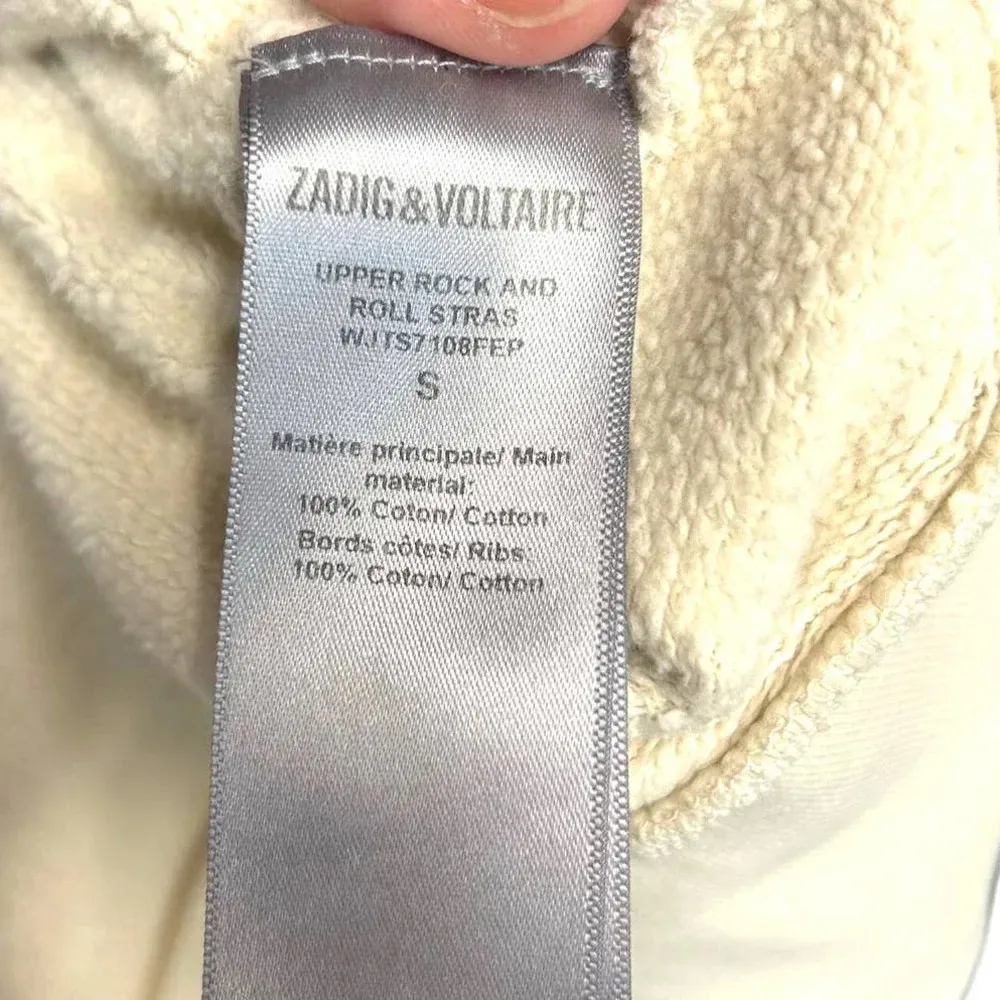 ZADIG&VOLTAIRE
UPPER ROCK AND
ROLL STRAS
WJTS7108FEP
S
Matière principale/ Main
material:
100% Coton/ Cotton
Bords côtes/ Ribs:
100% Coton/ Cotton